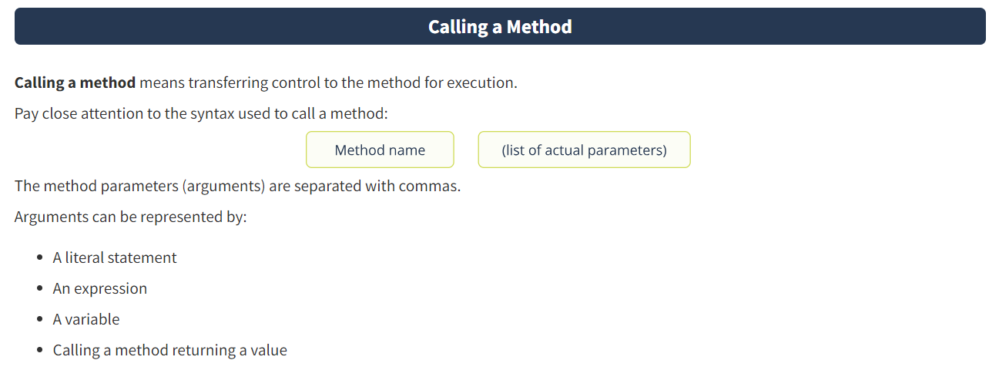 Calling a Method
Calling a method means transferring control to the method for execution.
Pay close attention to the syntax used to call a method:
Method name (list of actual parameters)
The method parameters (arguments) are separated with commas.
Arguments can be represented by:
• A literal statement
• An expression
• A variable
• Calling a method returning a value